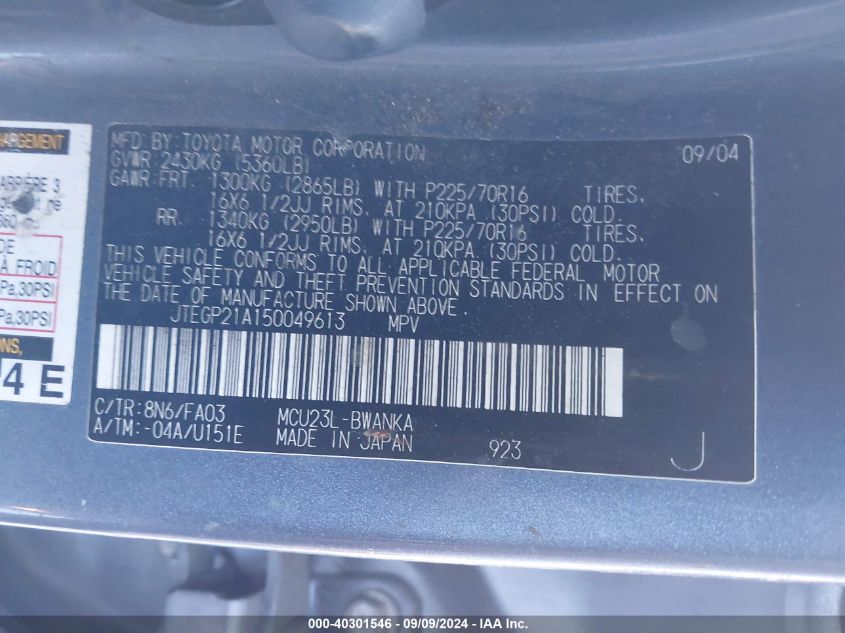 MFD BY: TOYOTA MOTOR CORPORATION 09/04
GVWR 2430KG (5360LB)
GAWR FRT 1300KG (2865LB) WITH P225/70R16 TIRES,
16X6 1/2JJ RIMS, AT 210KPA (30PSI) COLD.
RR 1340KG (2950LB) WITH P225/70R16 TIRES,
16X6 1/2JJ RIMS, AT 210KPA (30PSI) COLD.
THIS VEHICLE CONFORMS TO ALL APPLICABLE FEDERAL MOTOR
VEHICLE SAFETY AND THEFT PREVENTION STANDARDS IN EFFECT ON
THE DATE OF MANUFACTURE SHOWN ABOVE.
JTEGP21A150049613 MPV
C/TR: 8N6/FA03 MCU23L-BWANKA
A/TM: -04A/U151E MADE IN JAPAN 923 J
HARGEMENT
ARRIÈRE 3
DE
À FROID
Pa,30PSI
Pa,30PSI
ONS,
4 E
000-40301546 - 09/09/2024 - IAA Inc.